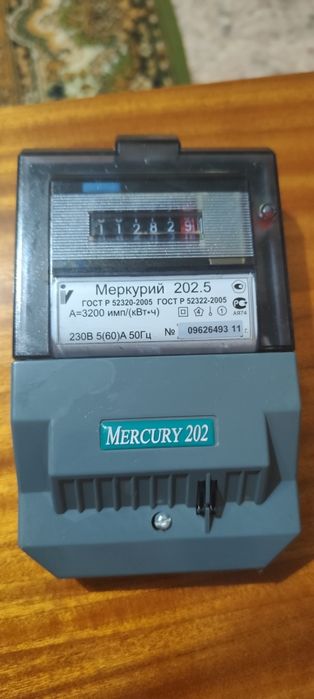 11282 9
Меркурий 202.5
ГОСТ Р 52320-2005 ГОСТ Р 52322-2005
A=3200 имп/(кВт•ч)
230В 5(60)А 50Гц № 09626493 11 г.
MERCURY 202